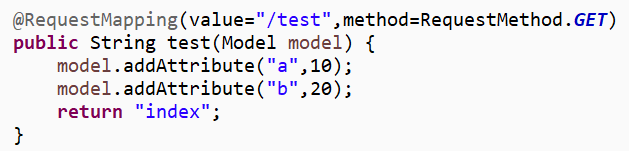 @RequestMapping(value="/test",method=RequestMethod.GET)
public String test(Model model) {
    model.addAttribute("a",10);
    model.addAttribute("b",20);
    return "index";
}